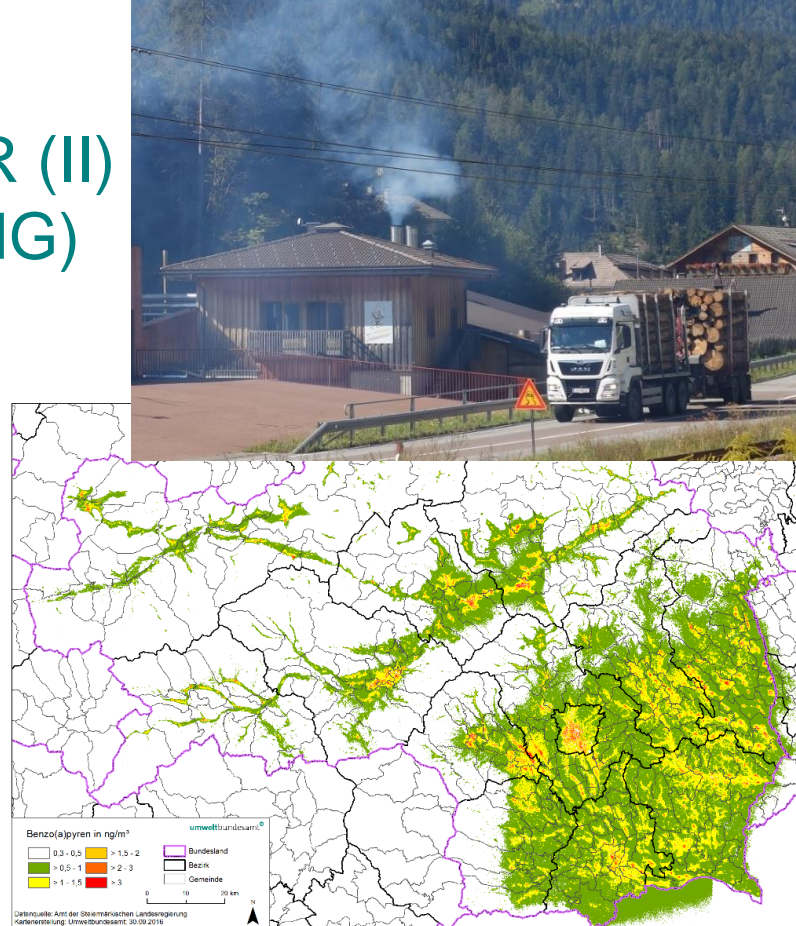 R (II)
NG)
MAN
umweltbundesamt
Benzo(a)pyren in ng/m³
0,3 - 0,5
> 1,5 - 2
Bundesland
> 0,5 - 1
> 2 - 3
Bezirk
> 1 - 1,5
> 3
Gemeinde
0 10 20 km
N
Datenquelle: Amt der Steiermärkischen Landesregierung
Kartenerstellung: Umweltbundesamt; 30.09.2016